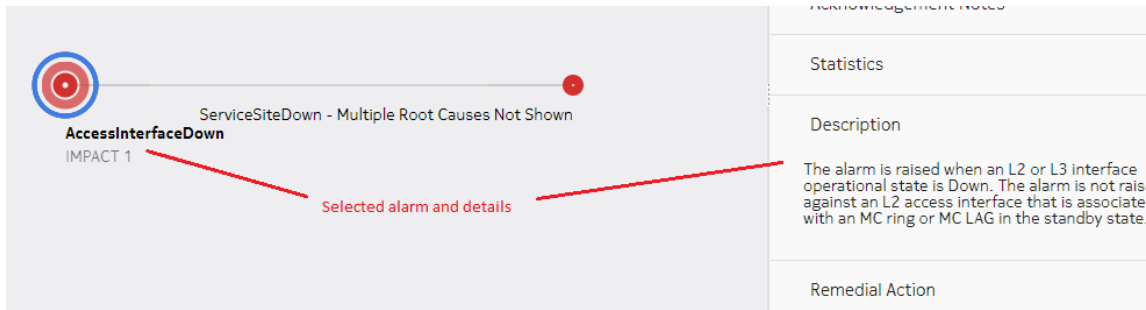 Acknowledgement Notes
Statistics
ServiceSiteDown - Multiple Root Causes Not Shown
AccessInterfaceDown
IMPACT 1
Selected alarm and details
Description
The alarm is raised when an L2 or L3 interface
operational state is Down. The alarm is not rais
against an L2 access interface that is associate
with an MC ring or MC LAG in the standby state.
Remedial Action